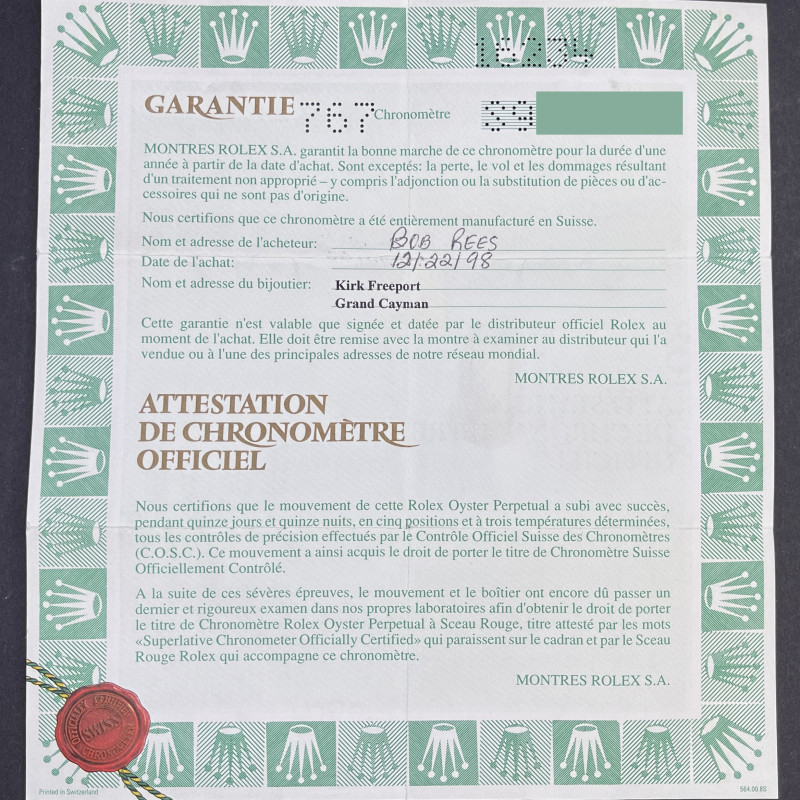 16234
GARANTIE 767 Chronomètre
MONTRES ROLEX S.A. garantit la bonne marche de ce chronomètre pour la durée d'une
année à partir de la date d'achat. Sont exceptés: la perte, le vol et les dommages résultant
d'un traitement non approprié – y compris l'adjonction ou la substitution de pièces ou d'ac-
cessoires qui ne sont pas d'origine.
Nous certifions que ce chronomètre a été entièrement manufacturé en Suisse.
Nom et adresse de l'acheteur: BOB REES
Date de l'achat: 12/22/98
Nom et adresse du bijoutier: Kirk Freeport
Grand Cayman
Cette garantie n'est valable que signée et datée par le distributeur officiel Rolex au
moment de l'achat. Elle doit être remise avec la montre à examiner au distributeur qui l'a
vendue ou à l'une des principales adresses de notre réseau mondial.
MONTRES ROLEX S.A.
ATTESTATION
DE CHRONOMÈTRE
OFFICIEL
Nous certifions que le mouvement de cette Rolex Oyster Perpetual a subi avec succès,
pendant quinze jours et quinze nuits, en cinq positions et à trois températures déterminées,
tous les contrôles de précision effectués par le Contrôle Officiel Suisse des Chronomètres
(C.O.S.C.). Ce mouvement a ainsi acquis le droit de porter le titre de Chronomètre Suisse
Officiellement Contrôlé.
A la suite de ces sévères épreuves, le mouvement et le boîtier ont encore dû passer un
dernier et rigoureux examen dans nos propres laboratoires afin d'obtenir le droit de porter
le titre de Chronomètre Rolex Oyster Perpetual à Sceau Rouge, titre attesté par les mots
«Superlative Chronometer Officially Certified» qui paraissent sur le cadran et par le Sceau
Rouge Rolex qui accompagne ce chronomètre.
MONTRES ROLEX S.A.
OFFICIALLY CERTIFIED
SWISS
CHRONOMETER
Printed in Switzerland
564.00.8S